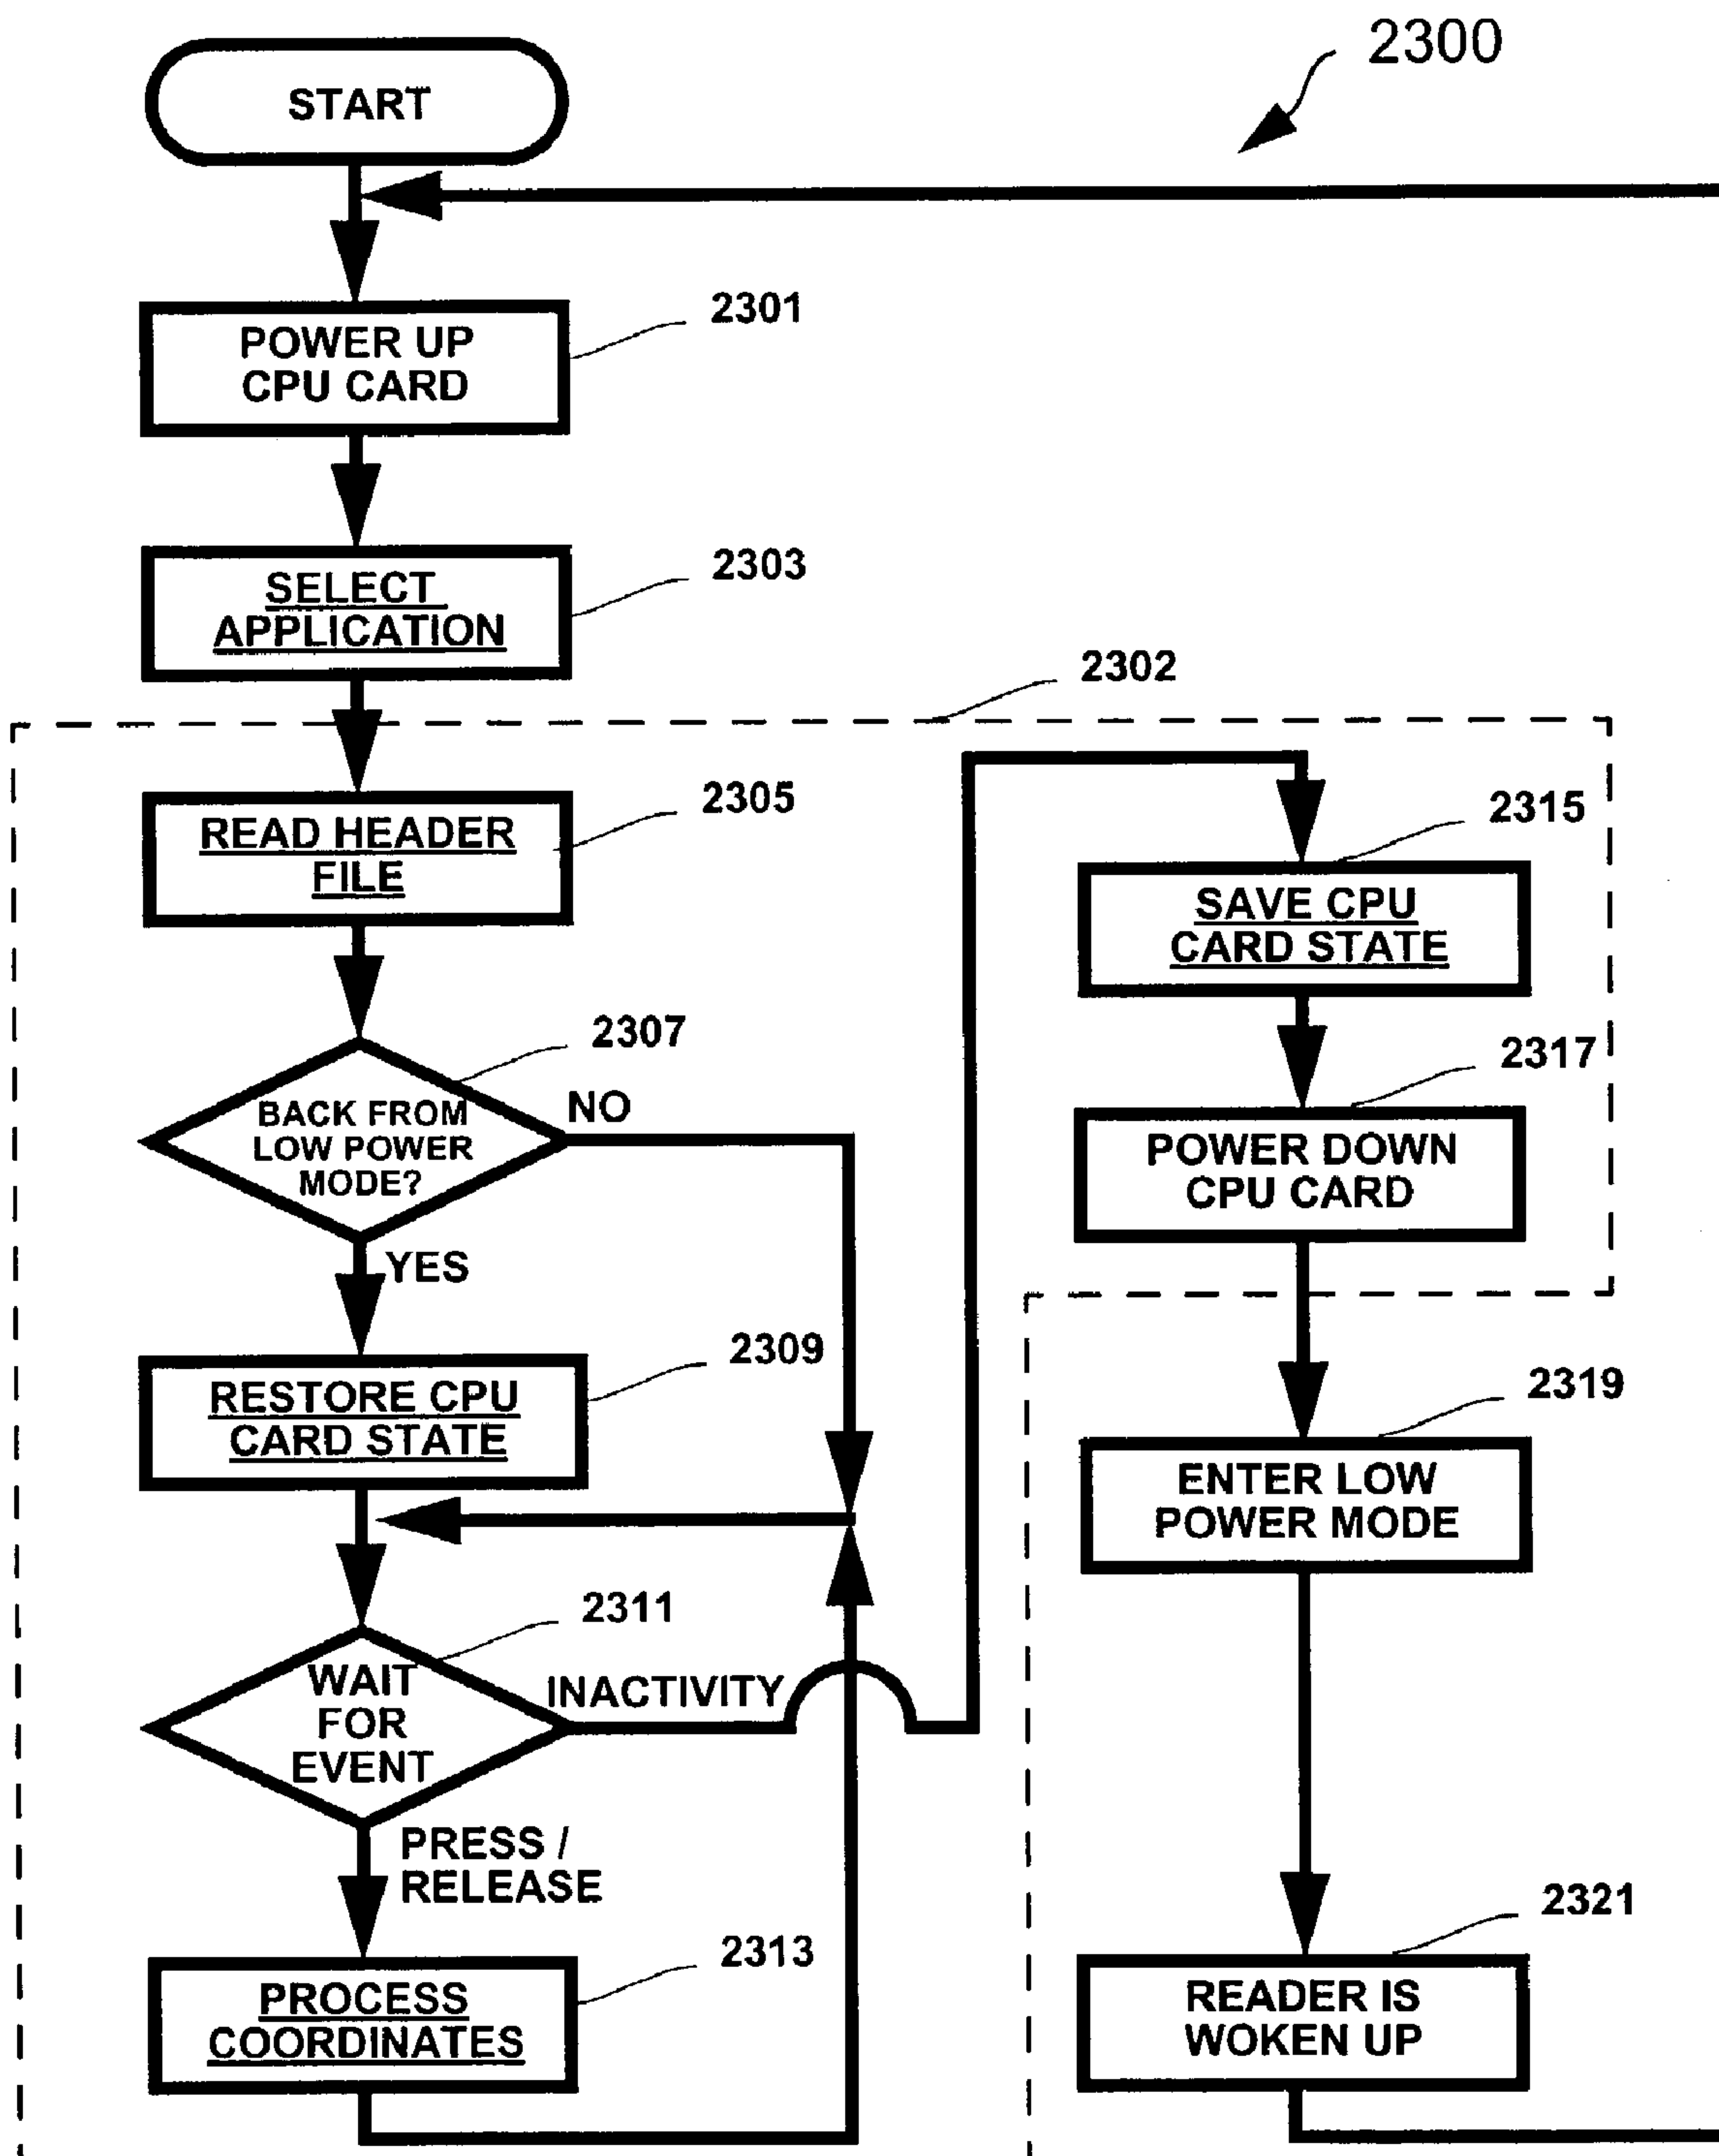 2300
START
2301
POWER UP
CPU CARD
2303
SELECT
APPLICATION
2302
2305
READ HEADER
FILE
2307
BACK FROM
LOW POWER
MODE?
NO
YES
2309
RESTORE CPU
CARD STATE
2311
WAIT
FOR
EVENT
INACTIVITY
PRESS /
RELEASE
2313
PROCESS
COORDINATES
2315
SAVE CPU
CARD STATE
2317
POWER DOWN
CPU CARD
2319
ENTER LOW
POWER MODE
2321
READER IS
WOKEN UP